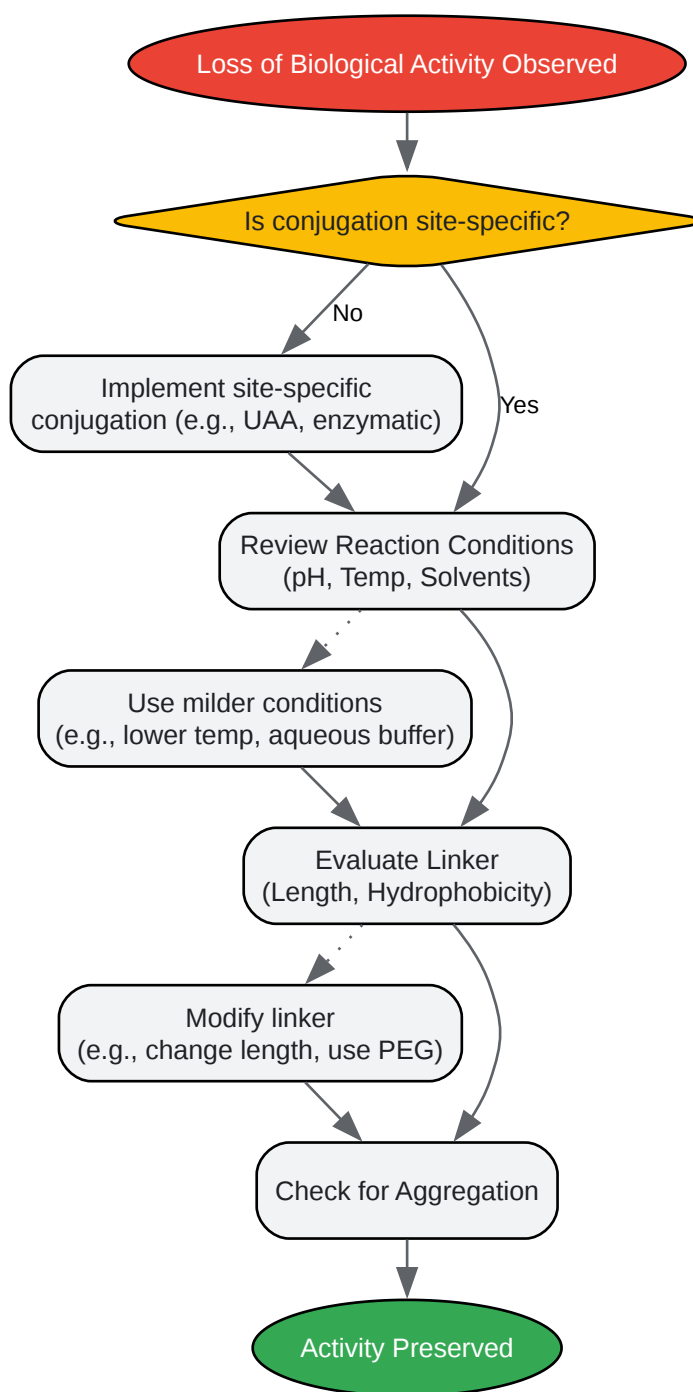 Loss of Biological Activity Observed
Is conjugation site-specific?
No
Implement site-specific
conjugation (e.g., UAA, enzymatic)
Yes
Review Reaction Conditions
(pH, Temp, Solvents)
Use milder conditions
(e.g., lower temp, aqueous buffer)
Evaluate Linker
(Length, Hydrophobicity)
Modify linker
(e.g., change length, use PEG)
Check for Aggregation
Activity Preserved